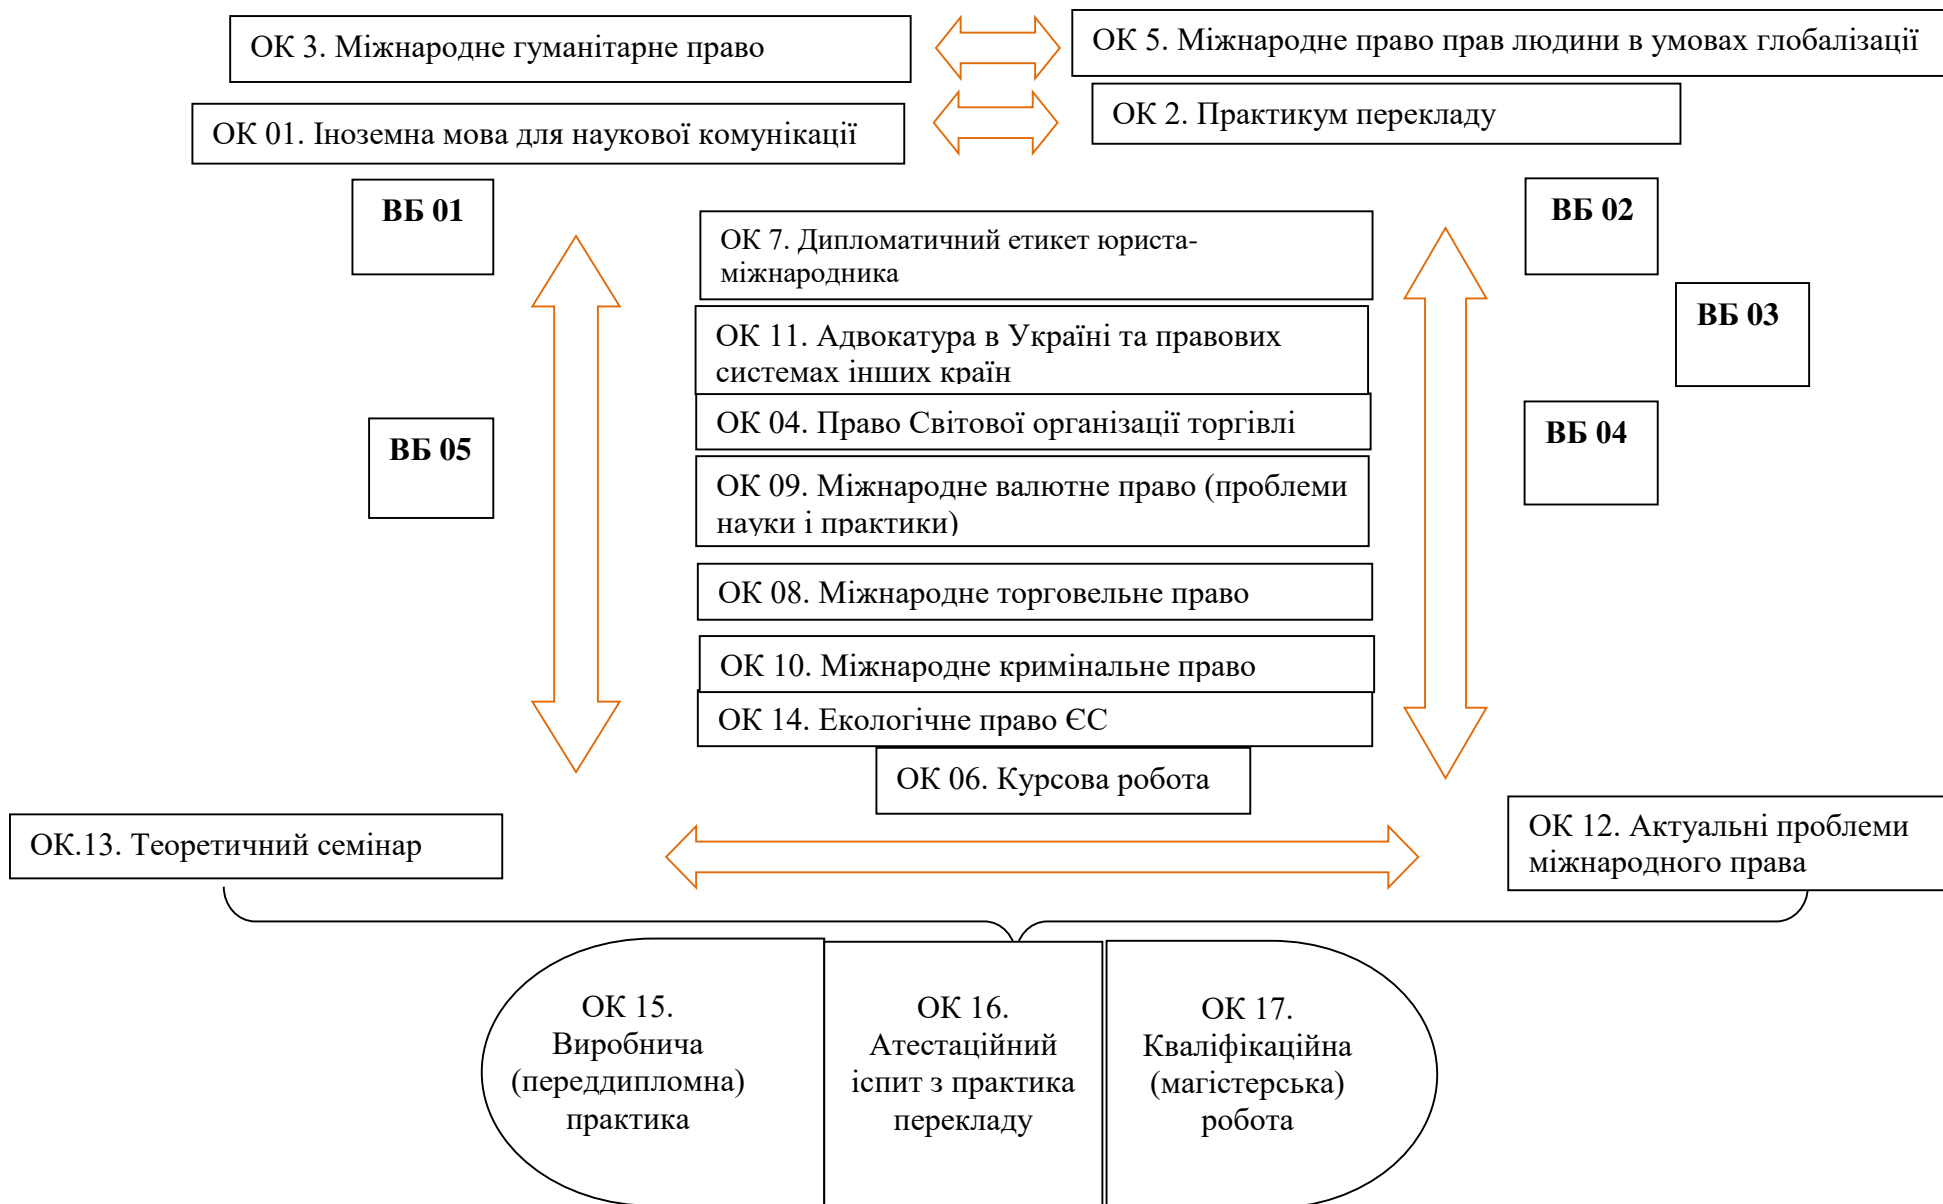 ОК 3. Міжнародне гуманітарне право
ОК 5. Міжнародне право прав людини в умовах глобалізації
ОК 01. Іноземна мова для наукової комунікації
ОК 2. Практикум перекладу
ВБ 01
ВБ 02
ОК 7. Дипломатичний етикет юриста-
міжнародника
ВБ 03
ОК 11. Адвокатура в Україні та правових
системах інших країн
ОК 04. Право Світової організації торгівлі
ВБ 05
ВБ 04
ОК 09. Міжнародне валютне право (проблеми
науки і практики)
ОК 08. Міжнародне торговельне право
ОК 10. Міжнародне кримінальне право
ОК 14. Екологічне право ЄС
ОК 06. Курсова робота
ОК.13. Теоретичний семінар
ОК 12. Актуальні проблеми
міжнародного права
ОК 15.
Виробнича
(переддипломна)
практика
ОК 16.
Атестаційний
іспит з практика
перекладу
ОК 17.
Кваліфікаційна
(магістерська)
робота